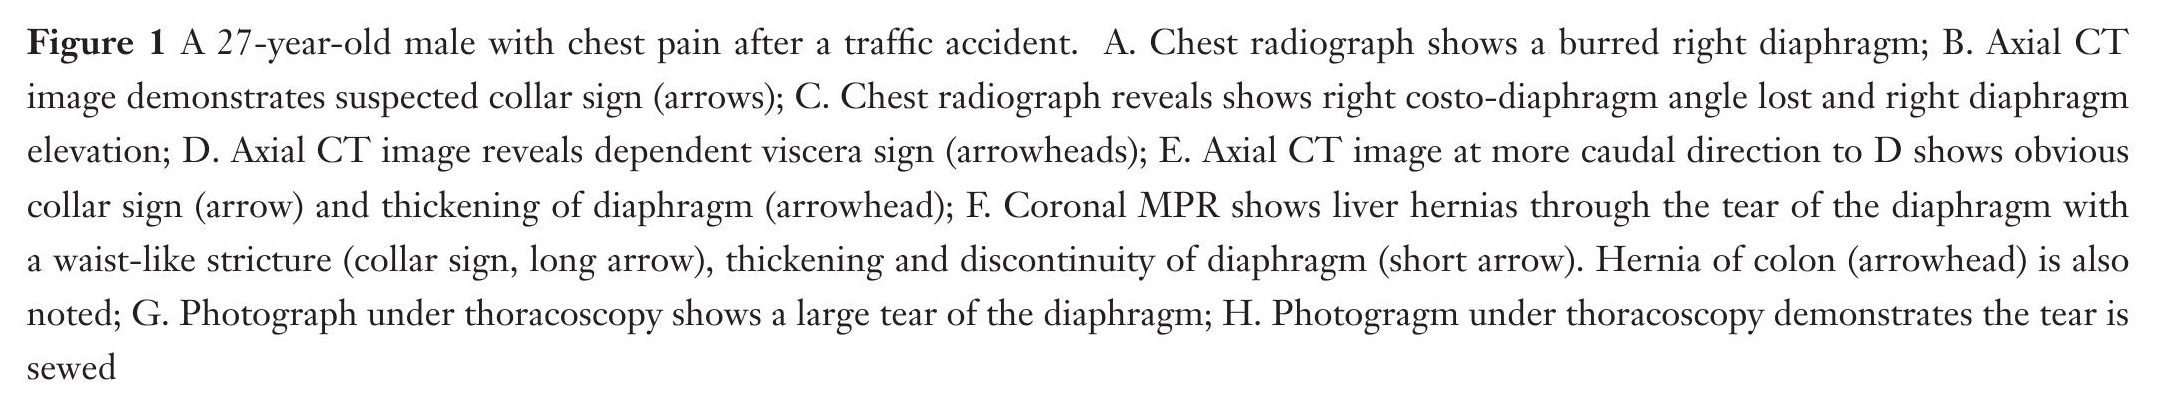 Figure 1 A 27-year-old male with chest pain after a traffic accident. A. Chest radiograph shows a burred right diaphragm; B. Axial CT
image demonstrates suspected collar sign (arrows); C. Chest radiograph reveals shows right costo-diaphragm angle lost and right diaphragm
elevation; D. Axial CT image reveals dependent viscera sign (arrowheads); E. Axial CT image at more caudal direction to D shows obvious
collar sign (arrow) and thickening of diaphragm (arrowhead); F. Coronal MPR shows liver hernias through the tear of the diaphragm with
a waist-like stricture (collar sign, long arrow), thickening and discontinuity of diaphragm (short arrow). Hernia of colon (arrowhead) is also
noted; G. Photograph under thoracoscopy shows a large tear of the diaphragm; H. Photogragm under thoracoscopy demonstrates the tear is
sewed